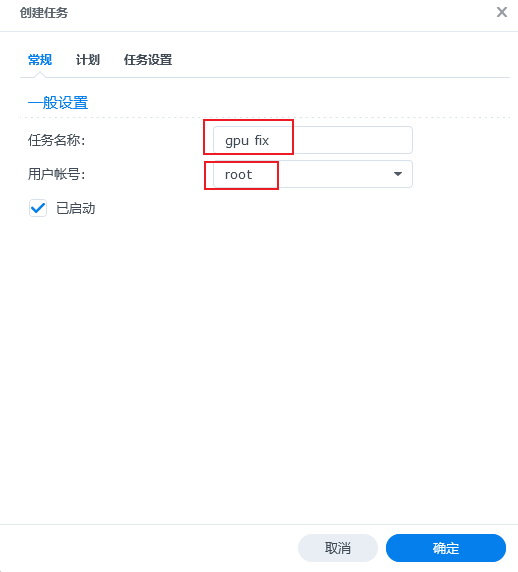 创建任务
常规 计划 任务设置
一般设置
任务名称: gpu fix
用户帐号: root
已启动
取消 确定